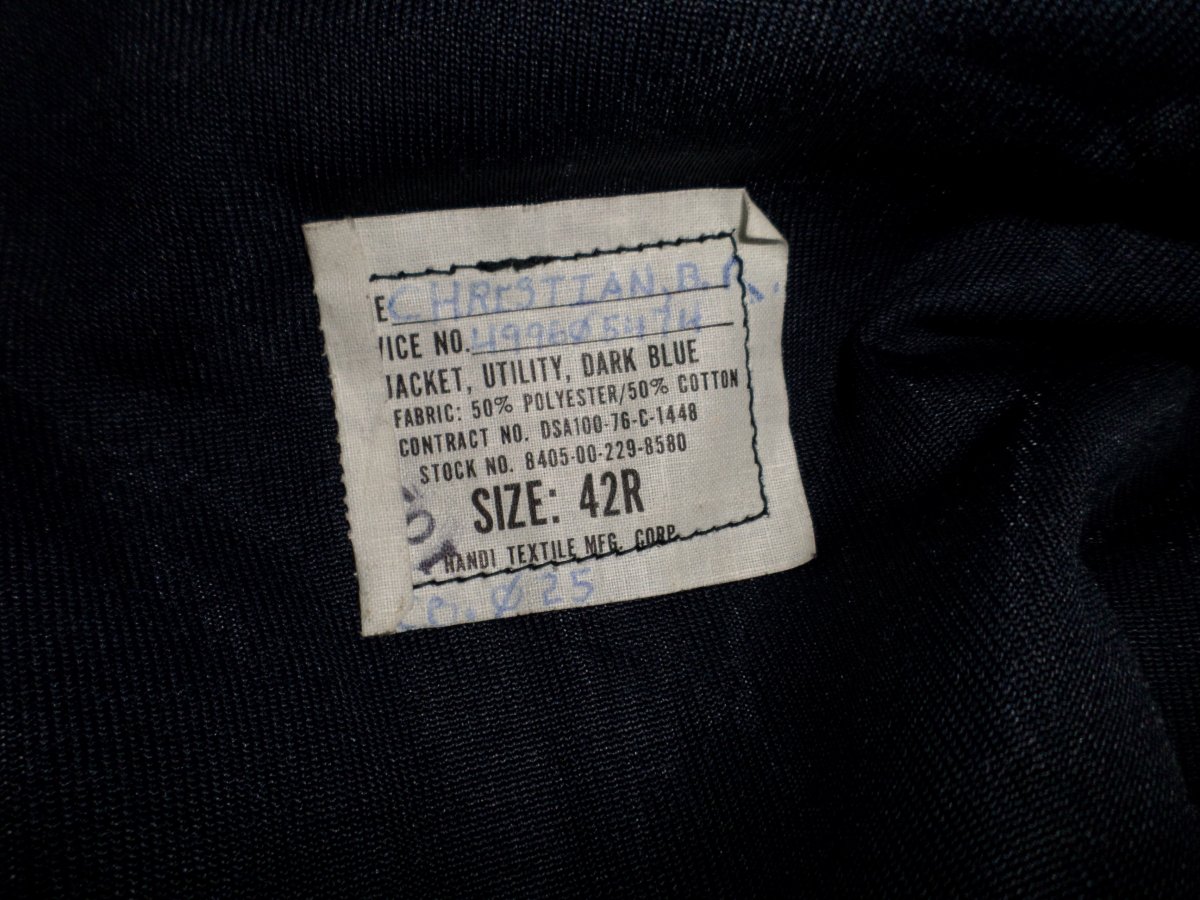 E CHRISTIAN, B.
VICE NO. 49960 5474
JACKET, UTILITY, DARK BLUE
FABRIC: 50% POLYESTER/50% COTTON
CONTRACT NO. DSA100-76-C-1448
STOCK NO. 8405-00-229-8580
SIZE: 42R
HANDI TEXTILE MFG. CORP.
Ø25